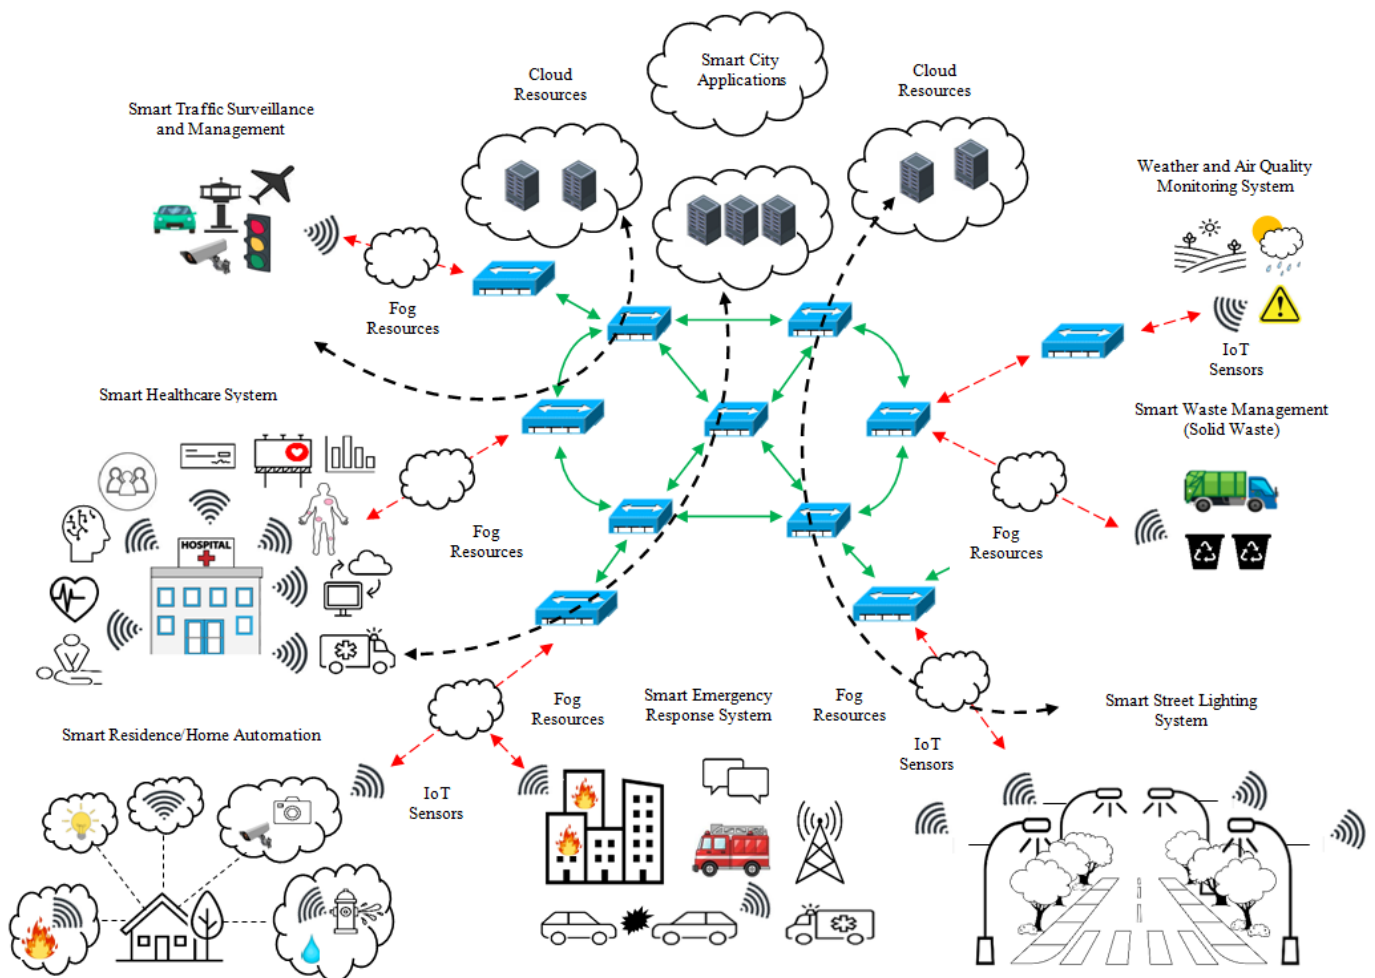 Smart City
Applications
Cloud
Resources
Cloud
Resources
Smart Traffic Surveillance
and Management
Weather and Air Quality
Monitoring System
Fog
Resources
IoT
Sensors
Smart Healthcare System
Smart Waste Management
(Solid Waste)
HOSPITAL
Fog
Resources
Fog
Resources
Fog
Resources
Smart Emergency
Response System
Fog
Resources
Smart Street Lighting
System
Smart Residence/Home Automation
IoT
Sensors
IoT
Sensors